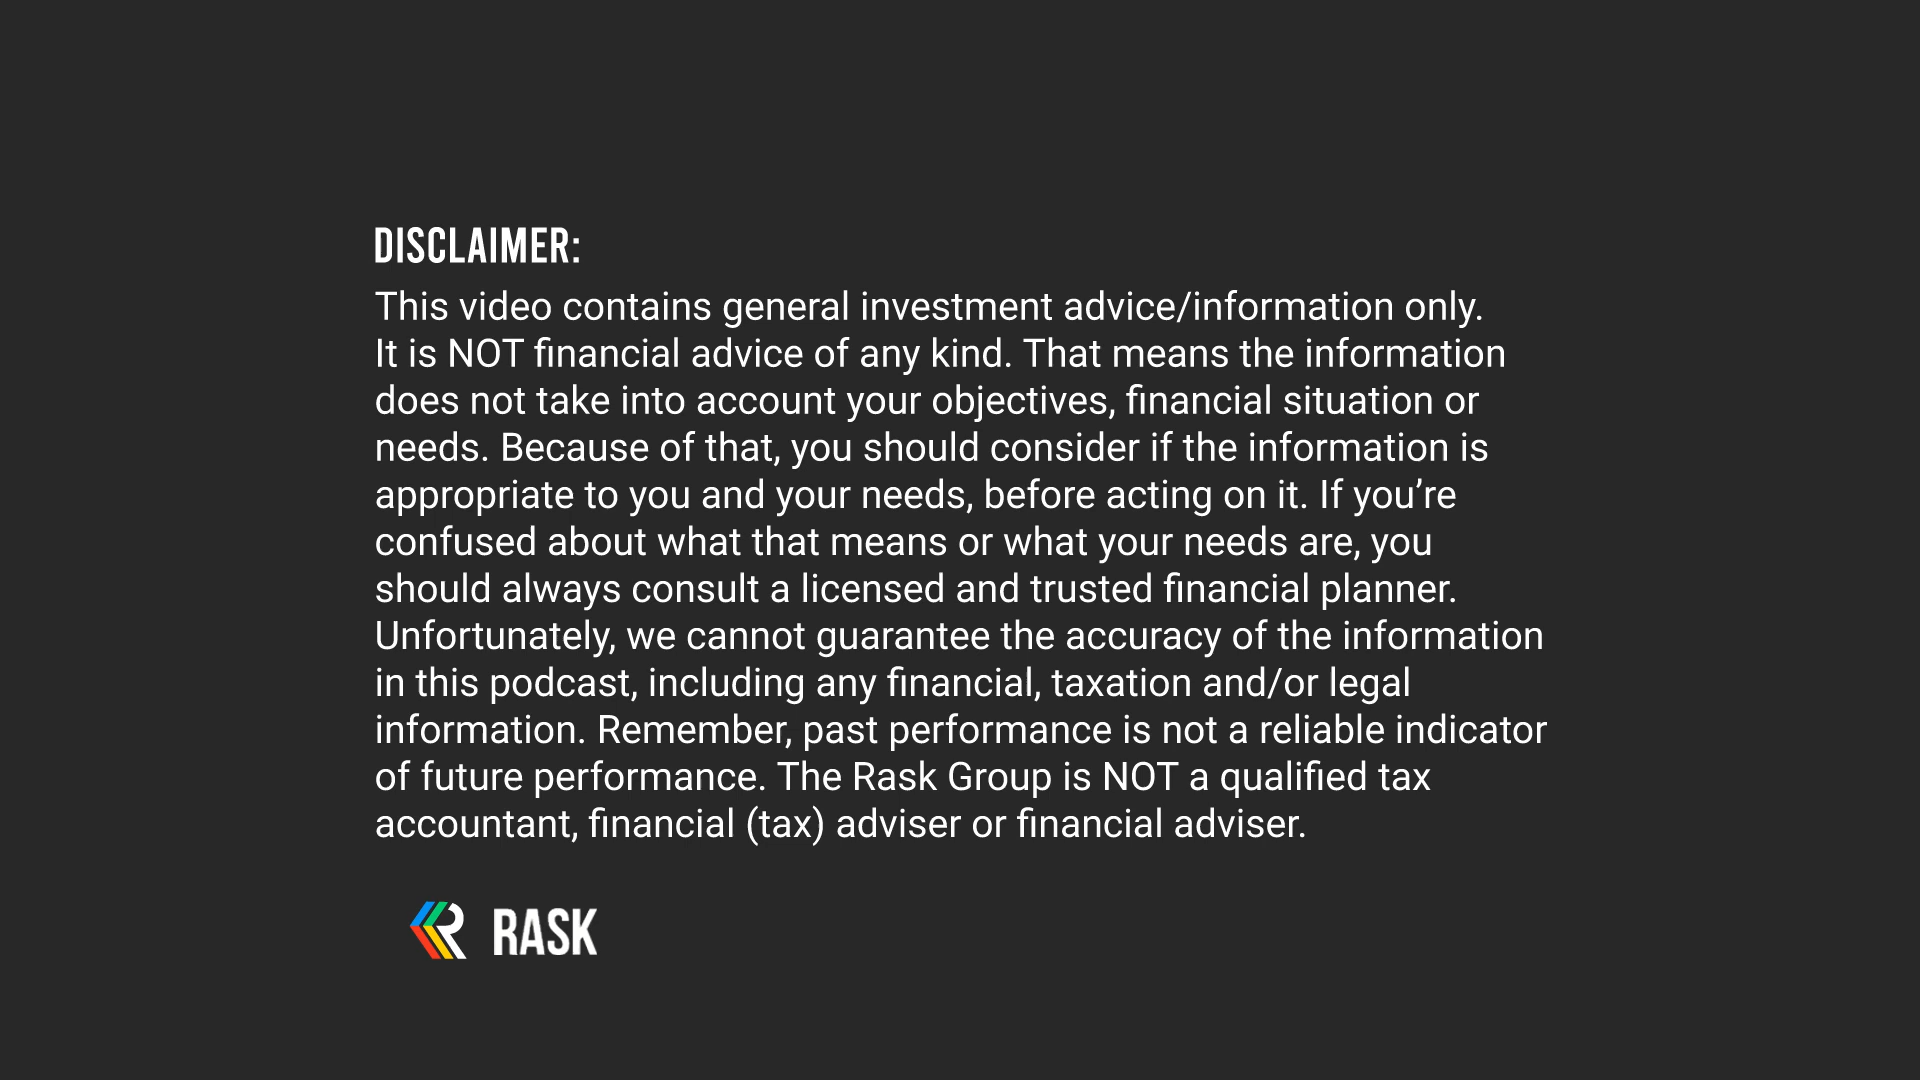 DISCLAIMER:
This video contains general investment advice/information only.
It is NOT financial advice of any kind. That means the information
does not take into account your objectives, financial situation or
needs. Because of that, you should consider if the information is
appropriate to you and your needs, before acting on it. If you’re
confused about what that means or what your needs are, you
should always consult a licensed and trusted financial planner.
Unfortunately, we cannot guarantee the accuracy of the information
in this podcast, including any financial, taxation and/or legal
information. Remember, past performance is not a reliable indicator
of future performance. The Rask Group is NOT a qualified tax
accountant, financial (tax) adviser or financial adviser.
RASK